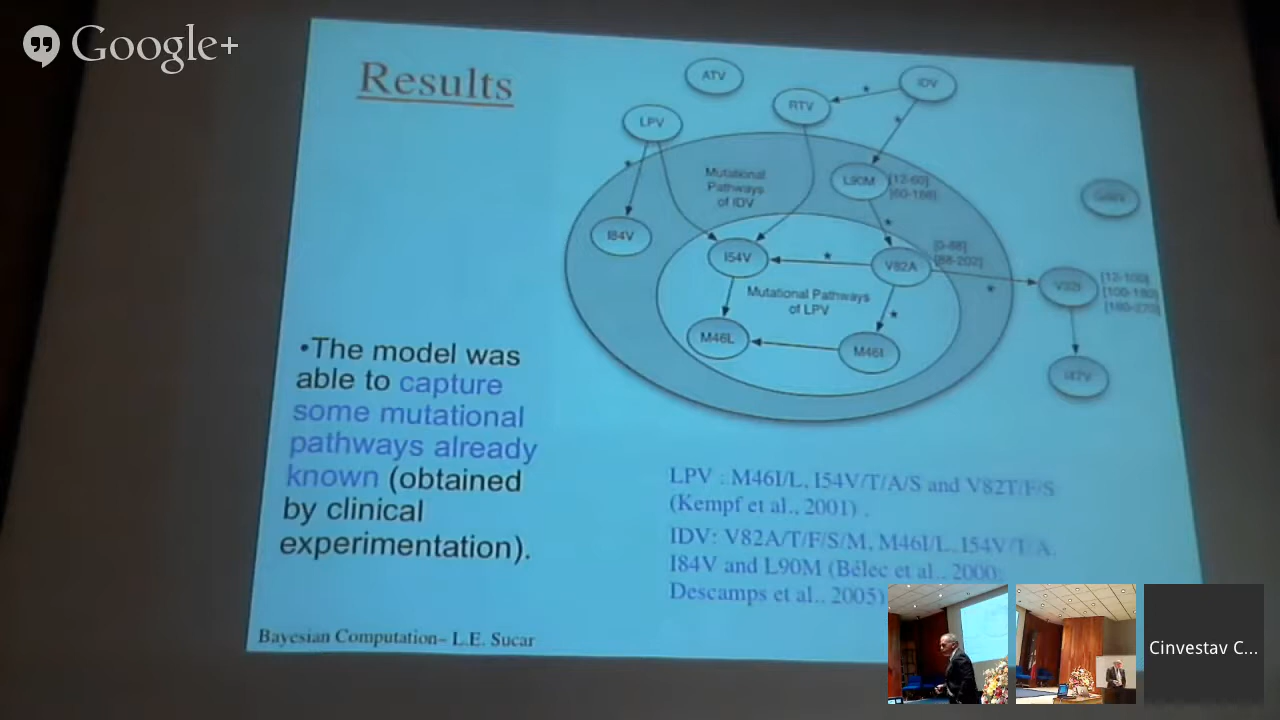 Google+
Results
ATV
IDV
RTV
LPV
Mutational
Pathways
of IDV
L90M
[12-60]
I84V
I54V
V82A
[88-202]
V32I
Mutational Pathways
of LPV
M46L
M46I
I47V
•The model was
able to capture
some mutational
pathways already
known (obtained
by clinical
experimentation).
LPV : M46I/L, I54V/T/A/S and V82T/F/S
(Kempf et al., 2001) .
IDV: V82A/T/F/S/M, M46I/L, I54V/T/A,
I84V and L90M (Bélec et al., 2000;
Descamps et al., 2005)
Bayesian Computation– L.E. Sucar
Cinvestav C...